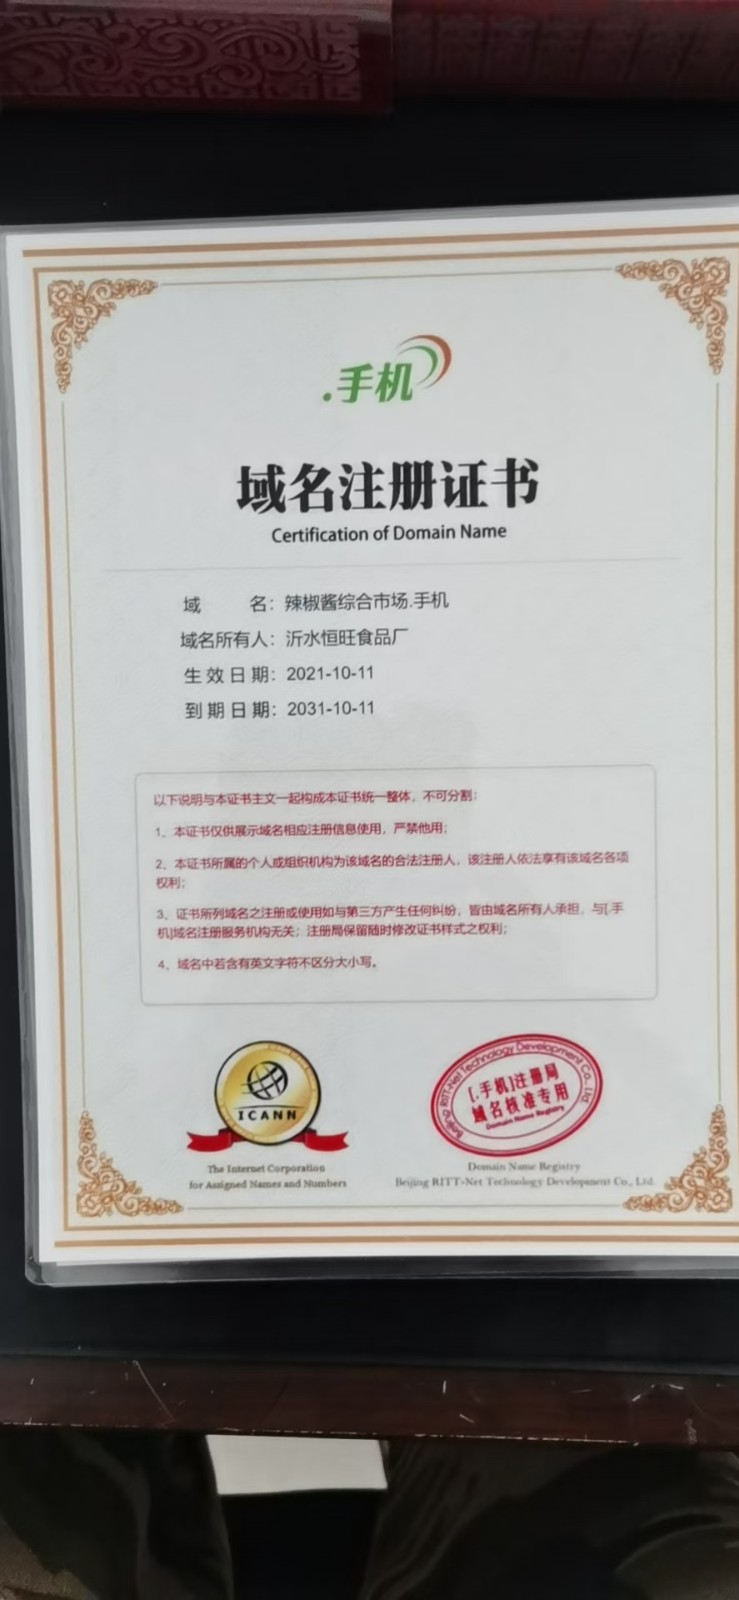 .手机
域名注册证书
Certification of Domain Name
域 名：辣椒酱综合市场.手机
域名所有人：沂水恒旺食品厂
生效日期：2021-10-11
到期日期：2031-10-11
以下说明与本证书主文一起构成本证书统一整体，不可分割：
1、本证书仅供展示域名相应注册信息使用，严禁他用；
2、本证书所属的个人或组织机构为该域名的合法注册人，该注册人依法享有该域名各项
权利；
3、证书所列域名之注册或使用如与第三方产生任何纠纷，皆由域名所有人承担，与[.手
机]域名注册服务机构无关；注册局保留随时修改证书样式之权利；
4、域名中若含有英文字符不区分大小写。
ICANN
The Internet Corporation
for Assigned Names and Numbers
Beijing RITT-Net Technology Development Co., Ltd
[.手机]注册局
域名核准专用
Domain Name Registry
Domain Name Registry
Beijing RITT-Net Technology Development Co., Ltd.